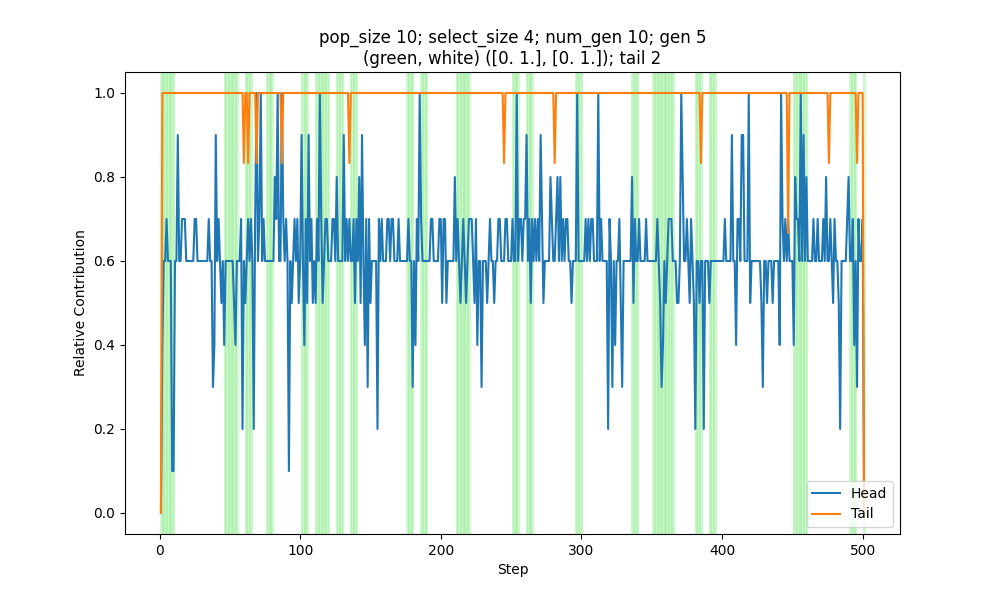 pop_size 10; select_size 4; num_gen 10; gen 5
(green, white) ([0. 1.], [0. 1.]); tail 2
Relative Contribution
1.0
0.8
0.6
0.4
0.2
0.0
Head
Tail
0
100
200
300
400
500
Step